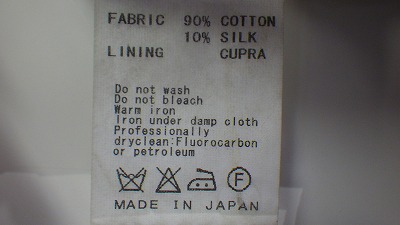 FABRIC 90% COTTON
10% SILK
LINING CUPRA
Do not wash
Do not bleach
Warm iron
Iron under damp cloth
Professionally
dryclean:Fluorocarbon
or petroleum
F
MADE IN JAPAN